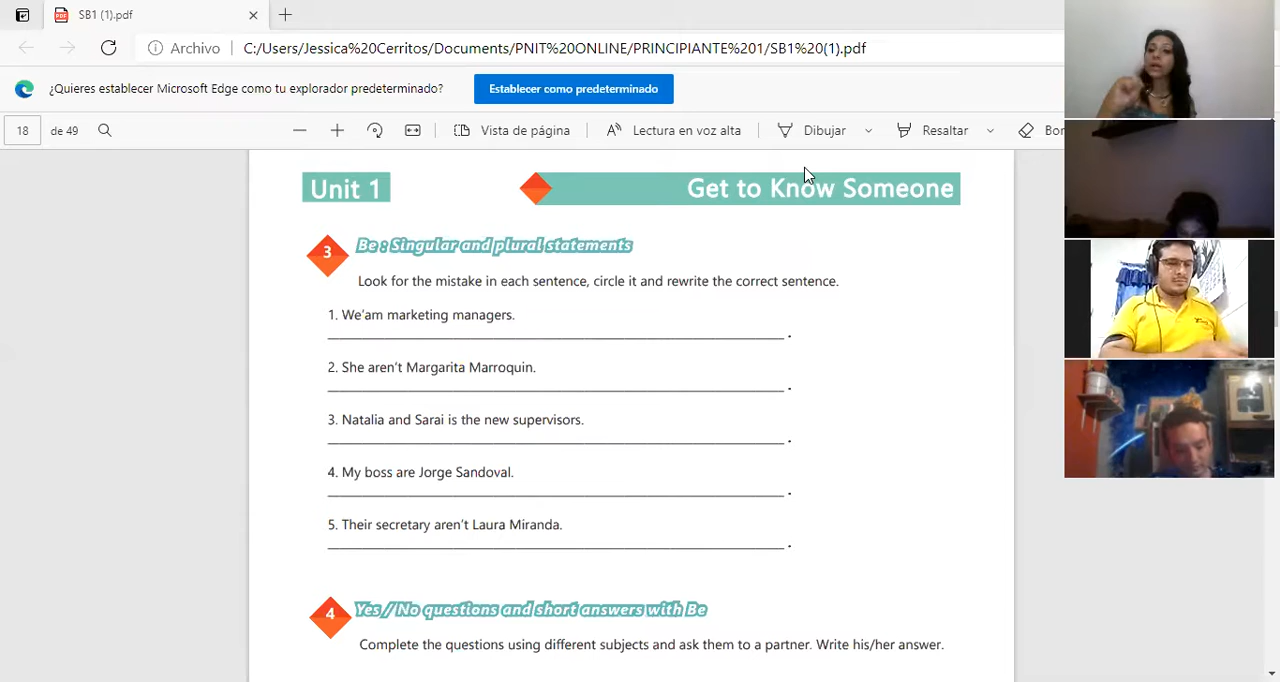 SB1 (1).pdf
Archivo
C:/Users/Jessica%20Cerritos/Documents/PNIT%20ONLINE/PRINCIPIANTE%201/SB1%20(1).pdf
¿Quieres establecer Microsoft Edge como tu explorador predeterminado?
Establecer como predeterminado
18 de 49
Vista de página
Lectura en voz alta
Dibujar
Resaltar
Bor
Unit 1
Get to Know Someone
3 Be : Singular and plural statements
Look for the mistake in each sentence, circle it and rewrite the correct sentence.
1. We'am marketing managers.
.
2. She aren't Margarita Marroquin.
.
3. Natalia and Sarai is the new supervisors.
.
4. My boss are Jorge Sandoval.
.
5. Their secretary aren't Laura Miranda.
.
4 Yes / No questions and short answers with Be
Complete the questions using different subjects and ask them to a partner. Write his/her answer.